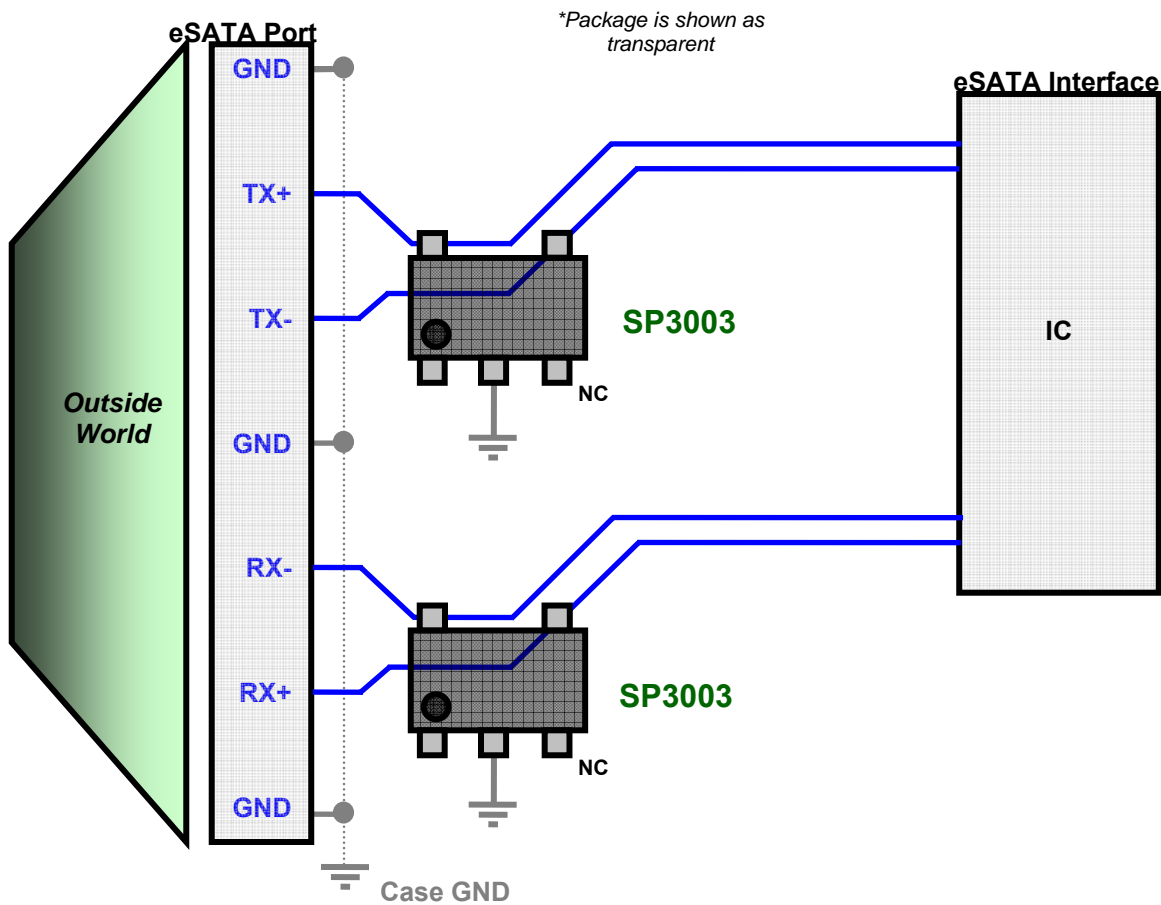 *Package is shown as
transparent
eSATA Port
eSATA Interface
GND
TX+
TX-
SP3003
IC
NC
Outside
World
GND
RX-
RX+
SP3003
NC
GND
Case GND